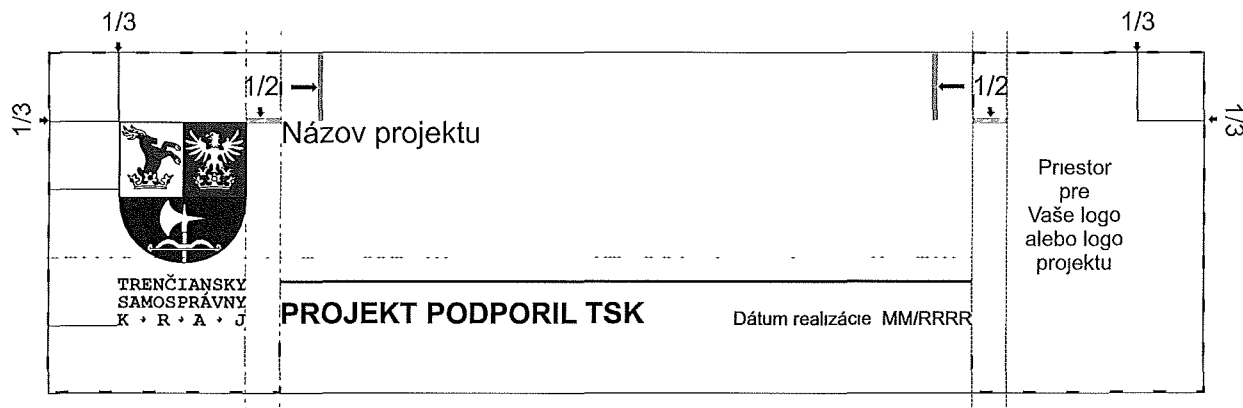 1/3
1/3
1/2
1/2
1/3
1/3
Názov projektu
Priestor
pre
Vaše logo
alebo logo
projektu
TRENČIANSKY
SAMOSPRÁVNY
K · R · A · J
PROJEKT PODPORIL TSK
Dátum realizácie MM/RRRR